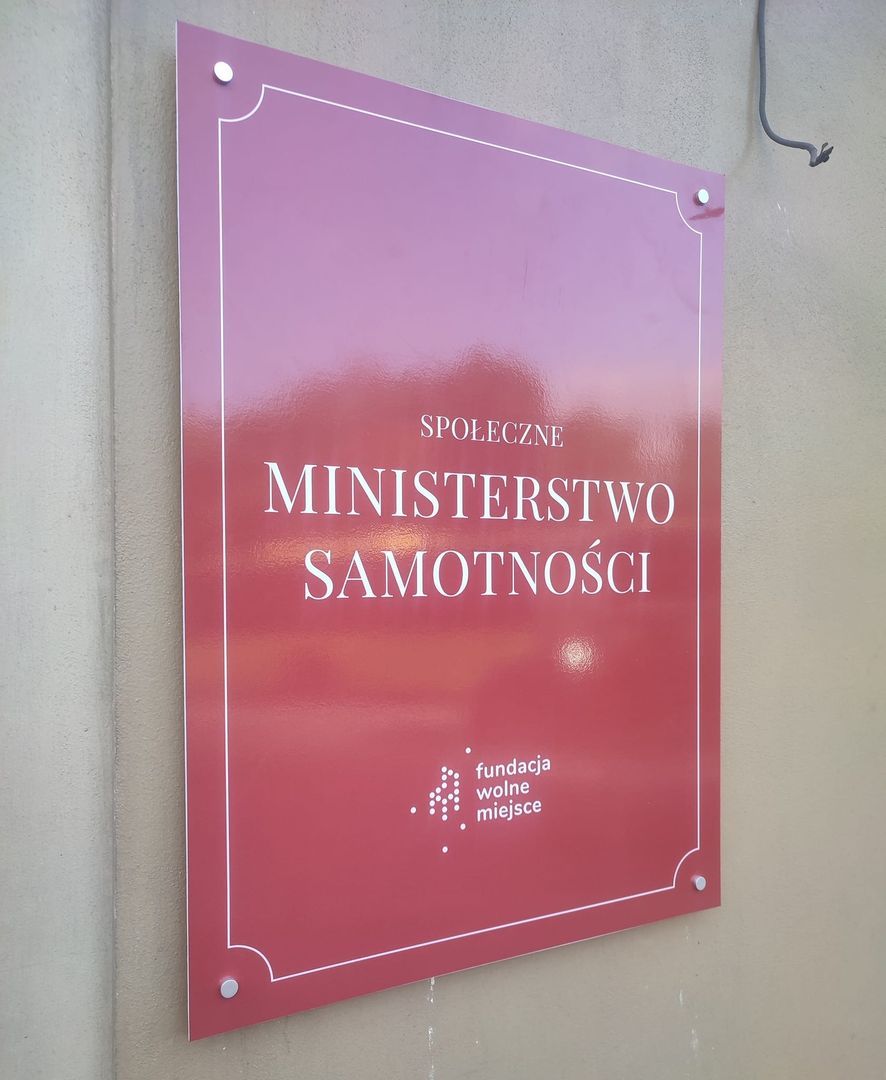 SPOŁECZNE
MINISTERSTWO
SAMOTNOŚCI
fundacja
wolne
miejsce